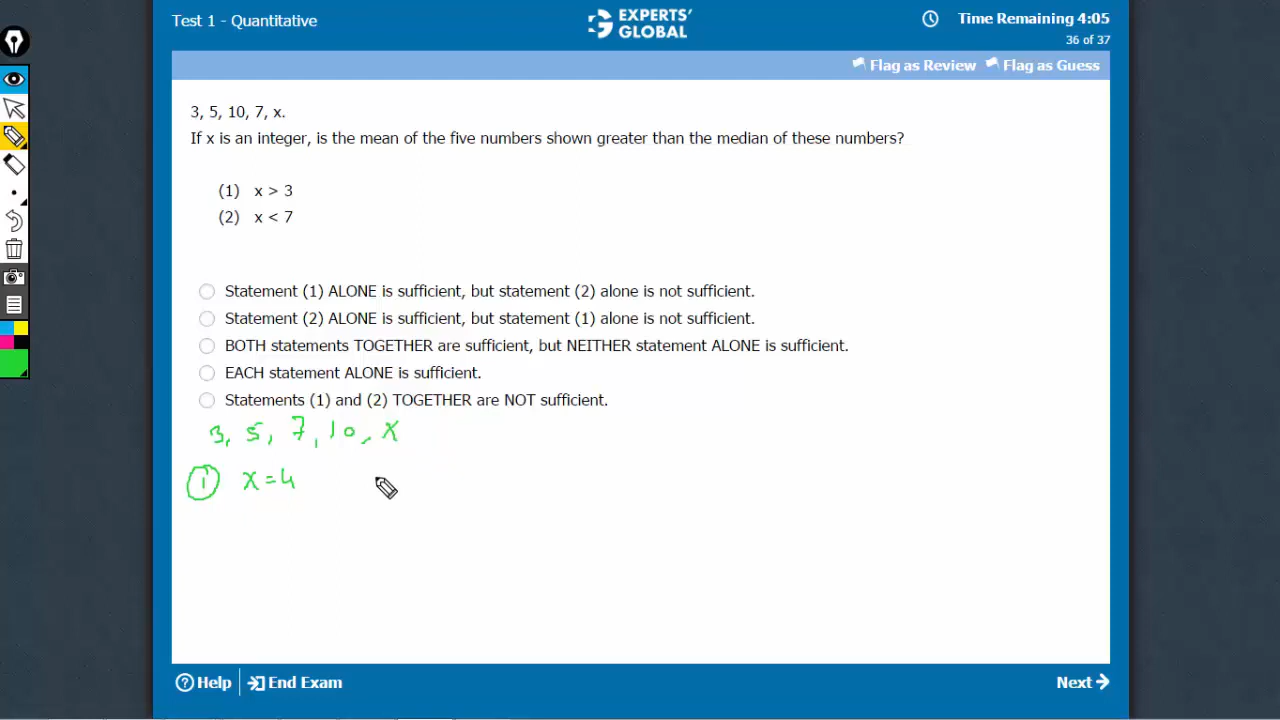 Test 1 - Quantitative
EXPERTS'
GLOBAL
Time Remaining 4:05
36 of 37
Flag as Review Flag as Guess
3, 5, 10, 7, x.
If x is an integer, is the mean of the five numbers shown greater than the median of these numbers?
(1) x > 3
(2) x < 7
Statement (1) ALONE is sufficient, but statement (2) alone is not sufficient.
Statement (2) ALONE is sufficient, but statement (1) alone is not sufficient.
BOTH statements TOGETHER are sufficient, but NEITHER statement ALONE is sufficient.
EACH statement ALONE is sufficient.
Statements (1) and (2) TOGETHER are NOT sufficient.
3, 5, 7, 10, x
1 x=4
Help End Exam Next